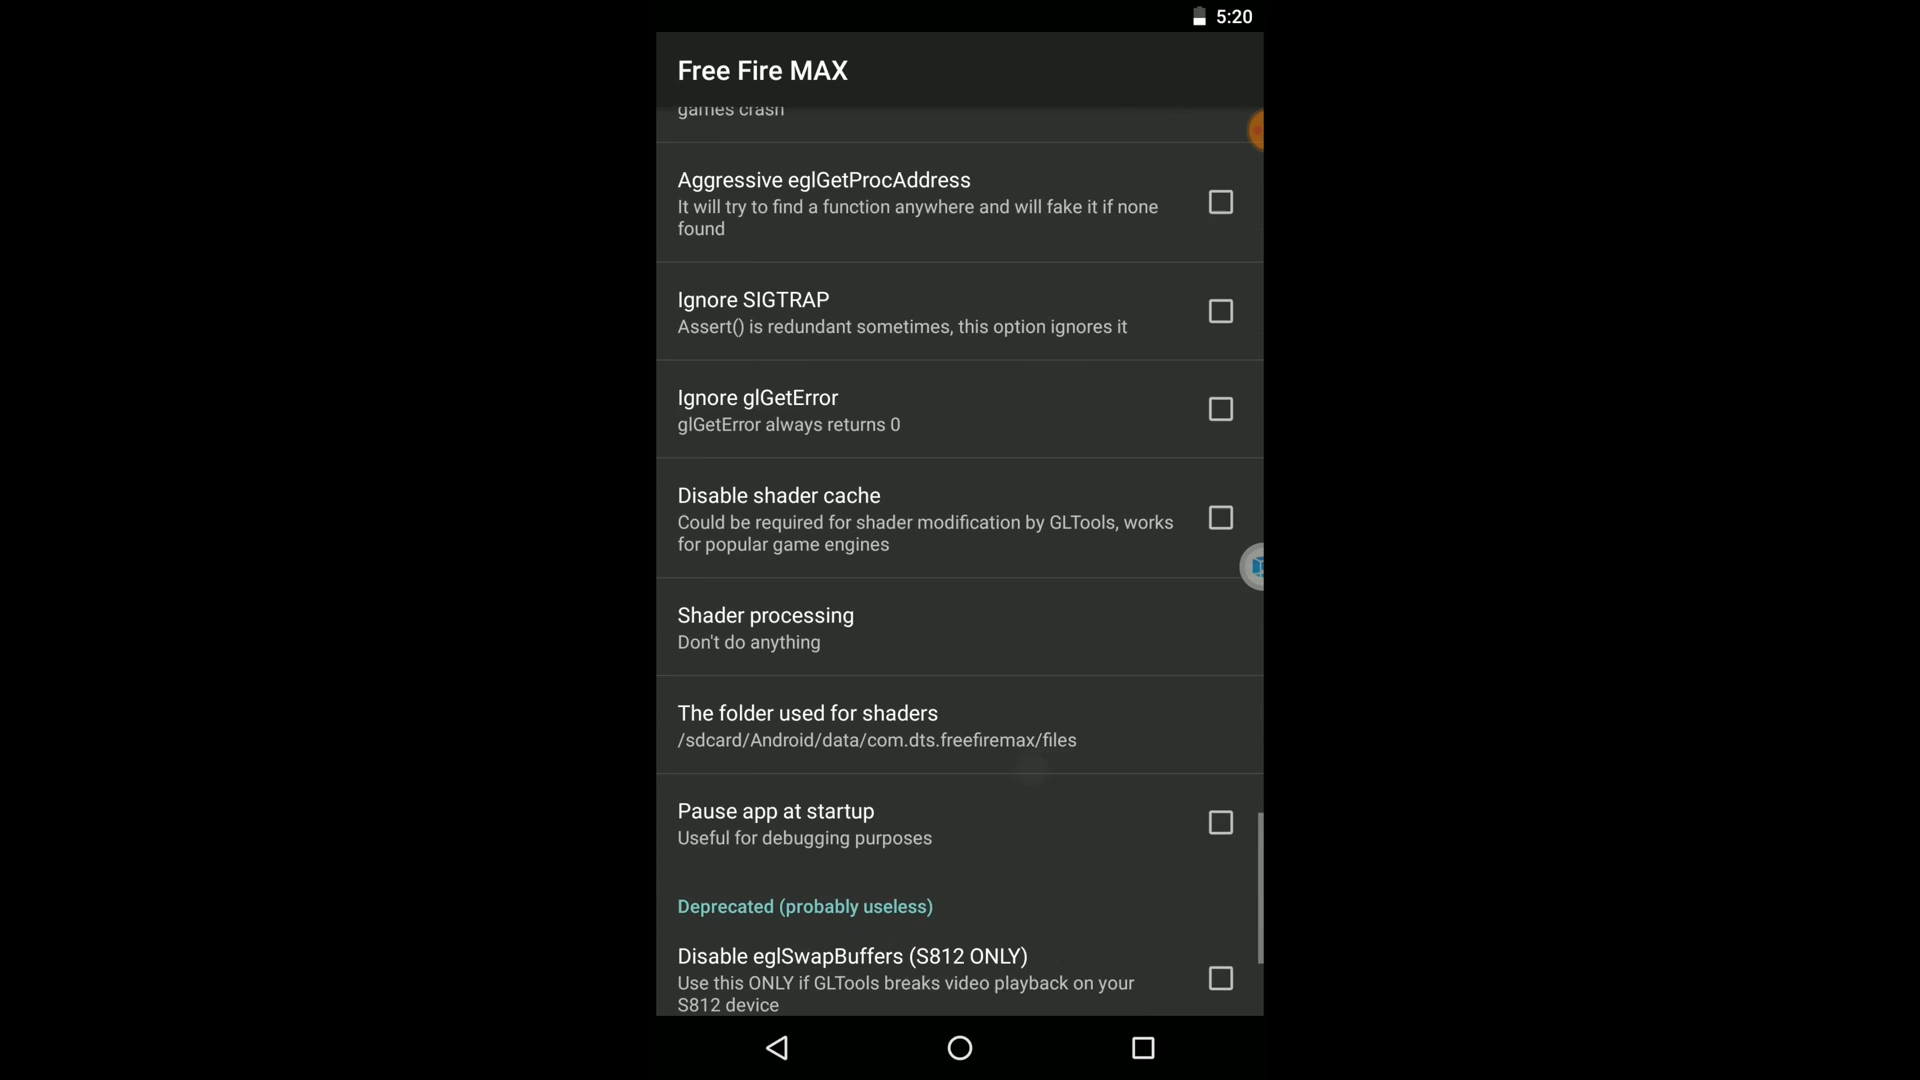 5:20
Free Fire MAX
games crash
Aggressive eglGetProcAddress
It will try to find a function anywhere and will fake it if none
found
Ignore SIGTRAP
Assert() is redundant sometimes, this option ignores it
Ignore glGetError
glGetError always returns 0
Disable shader cache
Could be required for shader modification by GLTools, works
for popular game engines
Shader processing
Don't do anything
The folder used for shaders
/sdcard/Android/data/com.dts.freefiremax/files
Pause app at startup
Useful for debugging purposes
Deprecated (probably useless)
Disable eglSwapBuffers (S812 ONLY)
Use this ONLY if GLTools breaks video playback on your
S812 device